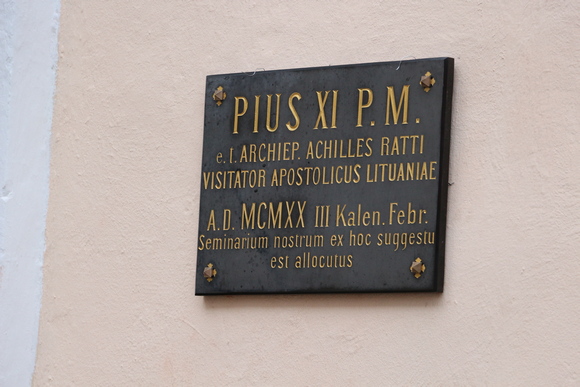 PIUS XI P. M.
e. t. ARCHIEP. ACHILLES RATTI
VISITATOR APOSTOLICUS LITUANIAE
A.D. MCMXX III Kalen. Febr.
Seminarium nostrum ex hoc suggestu
est allocutus